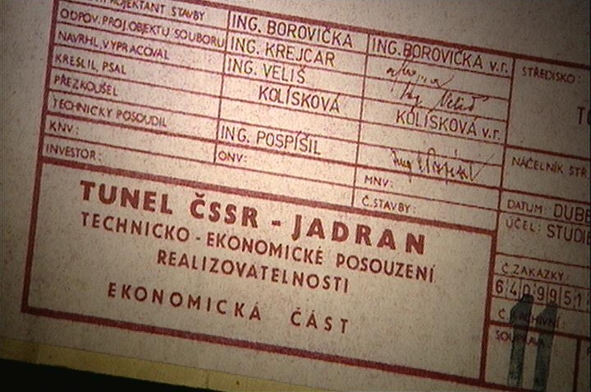 PROJEKTANT STAVBY ING. BOROVIČKA ING. BOROVIČKA v.r.
ODPOV. PROJ. OBJEKTU SOUBORU ING. KREJCAR
NAVRHL, VYPRACOVAL ING. VELIŠ
KRESLIL, PSAL KOLÍSKOVÁ KOLÍSKOVÁ v.r.
PŘEZKOUŠEL
TECHNICKY POSOUDIL ING. POSPÍŠIL
KNV: ONV: MNV:
INVESTOR: Č. STAVBY:
STŘEDISKO:
NÁČELNÍK STŘ
DATUM: DUBE
ÚČEL: STUDIE
Č. ZAKÁZKY:
6409951
TUNEL ČSSR - JADRAN
TECHNICKO - EKONOMICKÉ POSOUZENÍ
REALIZOVATELNOSTI
EKONOMICKÁ ČÁST